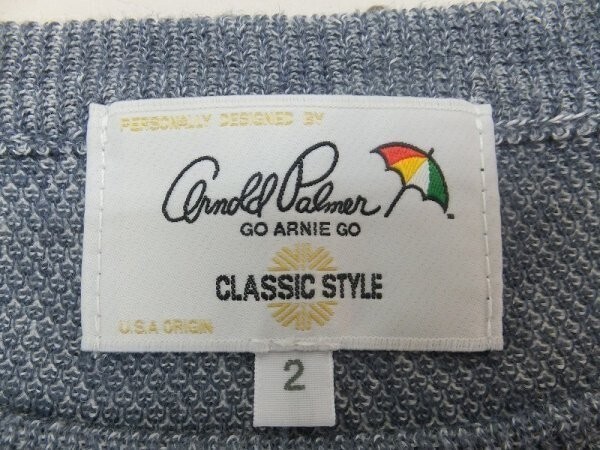 PERSONALLY DESIGNED BY
Arnold Palmer
GO ARNIE GO
CLASSIC STYLE
U.S.A ORIGIN
2